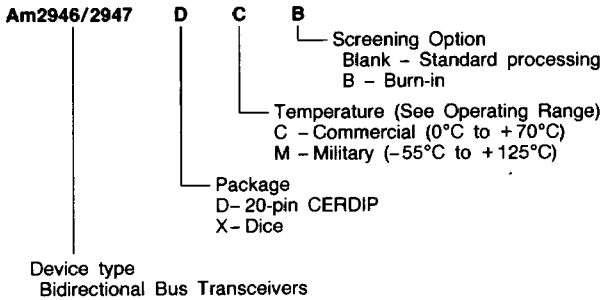 Am2946/2947 D C B
Screening Option
Blank – Standard processing
B – Burn-in
Temperature (See Operating Range)
C – Commercial (0°C to +70°C)
M – Military (–55°C to +125°C)
Package
D– 20-pin CERDIP
X– Dice
Device type
Bidirectional Bus Transceivers